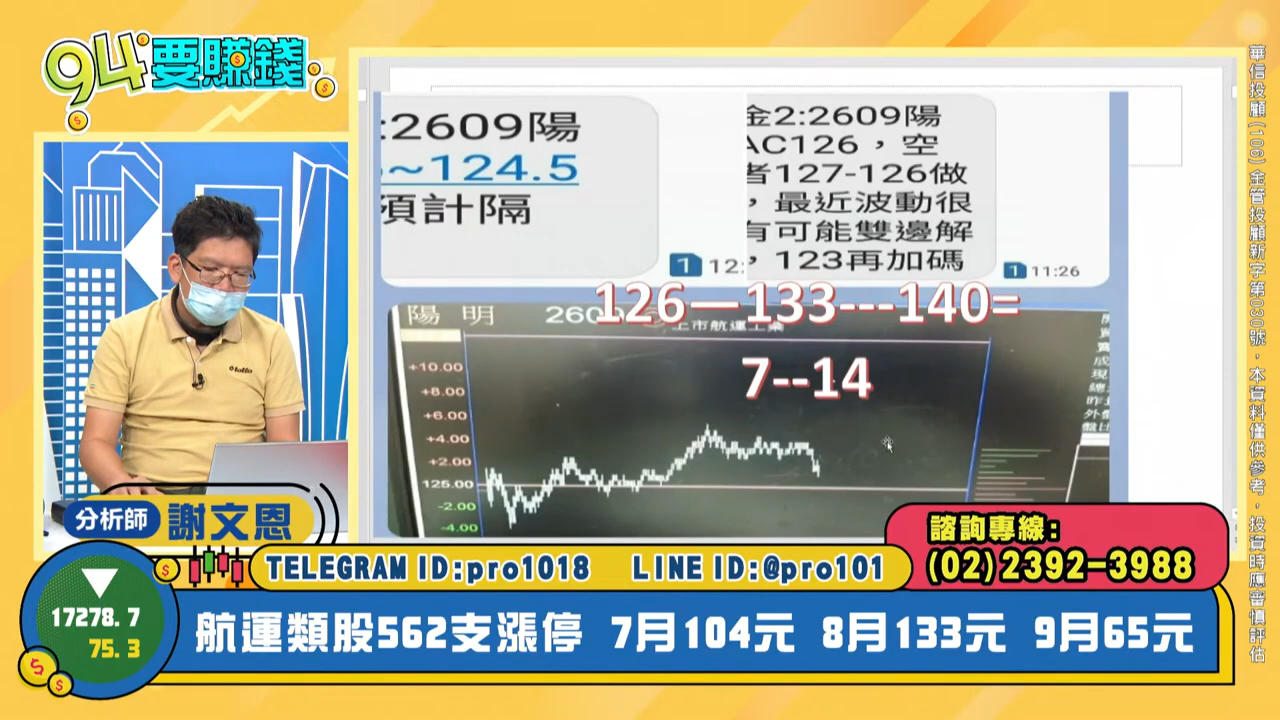 94要賺錢
:2609陽
~124.5
預計隔
1 12:
金2:2609陽
AC126，空
者127-126做
，最近波動很
有可能雙邊解
，123再加碼
1 11:26
126—133---140=
7--14
陽 明
上市航運工業
+10.00
+8.00
+6.00
+4.00
+2.00
125.00
-2.00
-4.00
lotto
分析師 謝文恩
諮詢專線:
(02)2392-3988
TELEGRAM ID:pro1018 LINE ID:@pro101
17278.7
75.3
航運類股562支漲停 7月104元 8月133元 9月65元
華信投顧(106)金管投顧新字第030號，本資料僅供參考，投資時應審慎評估